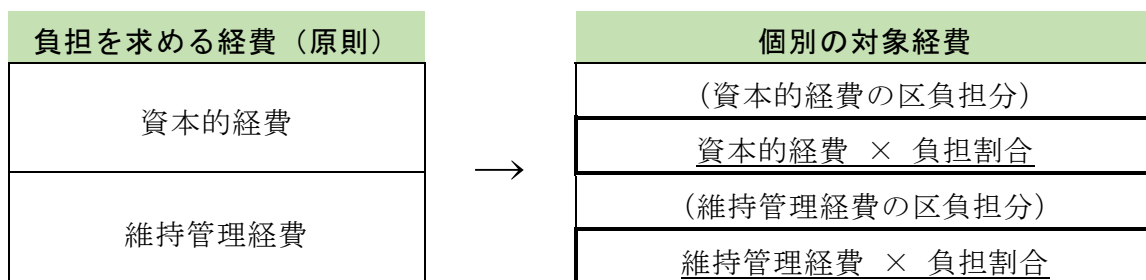 負担を求める経費（原則）
資本的経費
維持管理経費
→
個別の対象経費
（資本的経費の区負担分）
資本的経費 × 負担割合
（維持管理経費の区負担分）
維持管理経費 × 負担割合